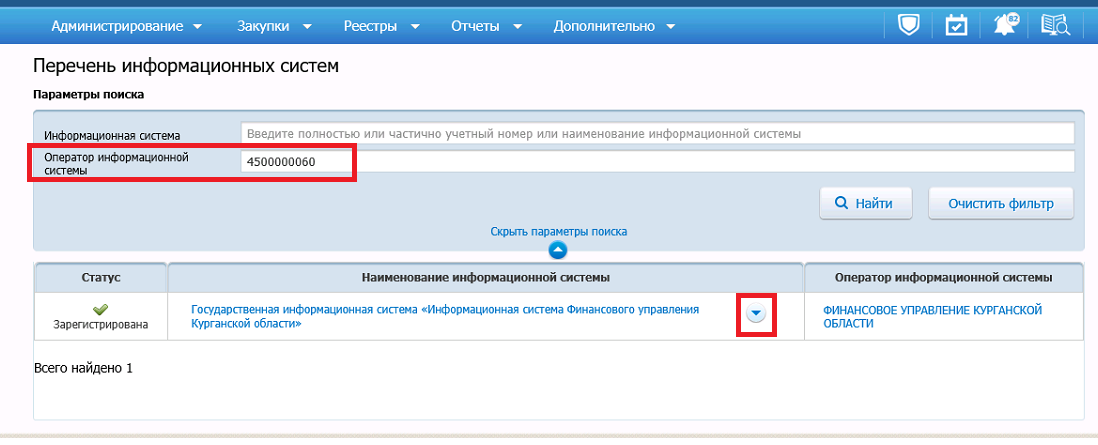 Администрирование Закупки Реестры Отчеты Дополнительно 82
Перечень информационных систем
Параметры поиска
Информационная система Введите полностью или частично учетный номер или наименование информационной системы
Оператор информационной
системы
4500000060
Найти Очистить фильтр
Скрыть параметры поиска
Статус Наименование информационной системы Оператор информационной системы
Зарегистрирована
Государственная информационная система «Информационная система Финансового управления
Курганской области»
ФИНАНСОВОЕ УПРАВЛЕНИЕ КУРГАНСКОЙ
ОБЛАСТИ
Всего найдено 1